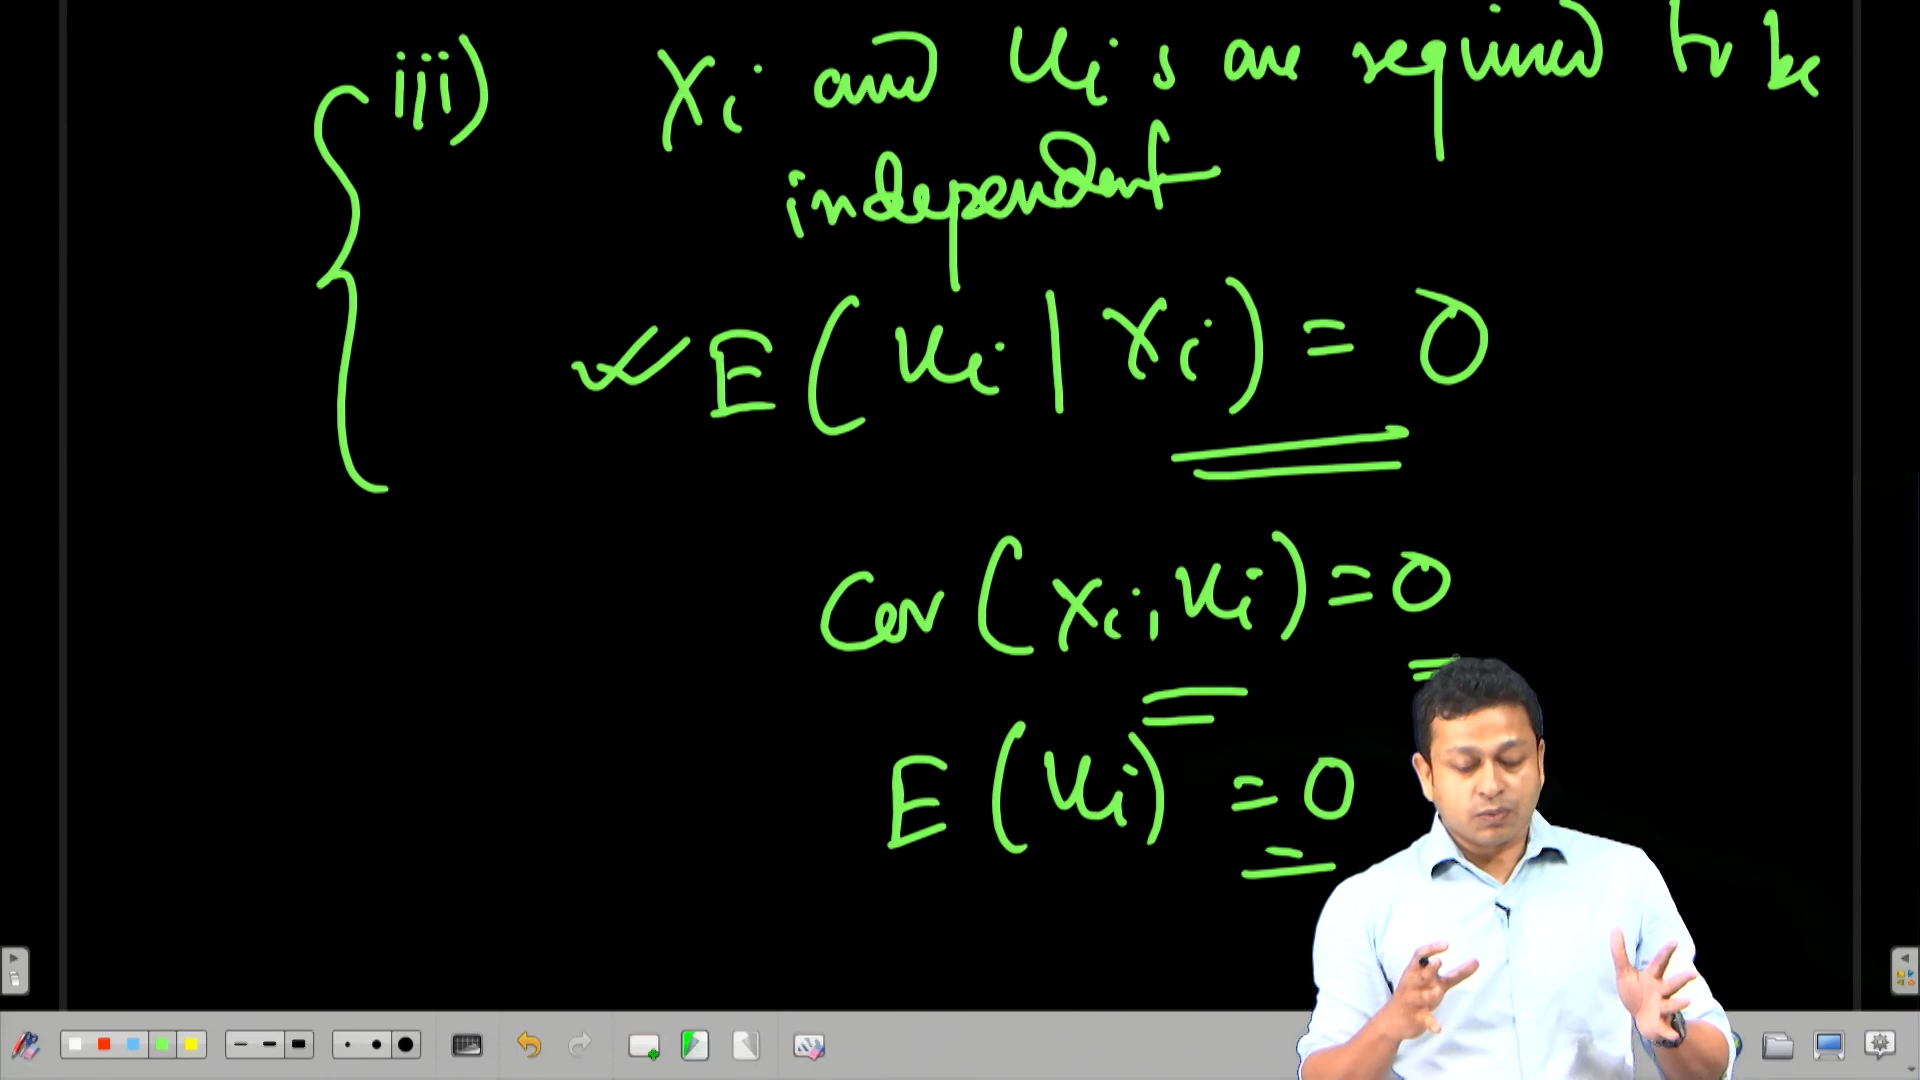 iii) Xi and Ui s are required to be
independent
E(ui | Xi) = 0
Cov(Xi, ui) = 0
E(ui) = 0